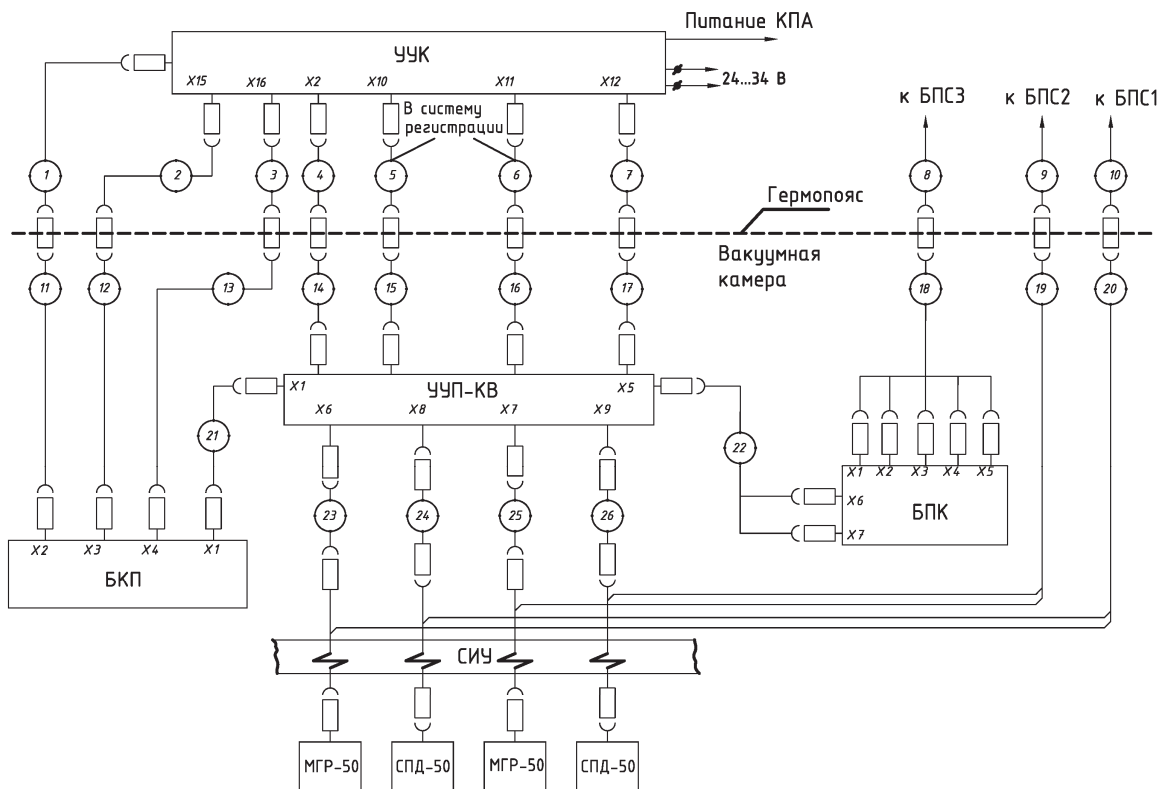 Питание КПА
УУК
24...34 В
X15
X16
X2
X10
X11
X12
В систему
регистрации
к БПС3
к БПС2
к БПС1
1
2
3
4
5
6
7
8
9
10
Гермопояс
Вакуумная
камера
11
12
13
14
15
16
17
18
19
20
X1
УУП-КВ
X5
X6
X8
X7
X9
21
22
X1
X2
X3
X4
X5
X6
БПК
X7
23
24
25
26
X2
X3
X4
X1
БКП
СИУ
МГР-50
СПД-50
МГР-50
СПД-50